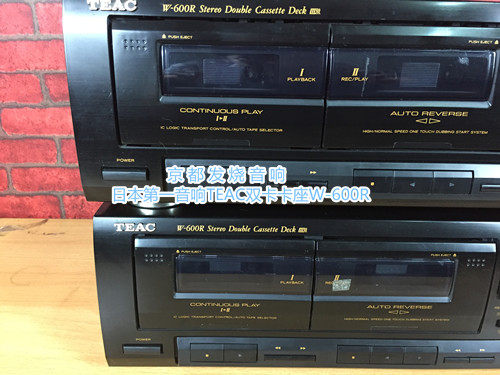 TEAC
W-600R Stereo Double Cassette Deck
PUSH EJECT
PUSH EJECT
I
PLAYBACK
II
REC/PLAY
CONTINUOUS PLAY
I▸II
IC LOGIC TRANSPORT CONTROL/AUTO TAPE SELECTOR
AUTO REVERSE
◁▷
HIGH/NORMAL SPEED ONE TOUCH DUBBING START SYSTEM
POWER
京都发烧音响
日本第一音响TEAC双卡卡座W-600R
TEAC
W-600R Stereo Double Cassette Deck
PUSH EJECT
PUSH EJECT
I
PLAYBACK
II
CONTINUOUS PLAY
I▸II
IC LOGIC TRANSPORT CONTROL/AUTO TAPE SELECTOR
AUTO REVERSE
◁▷
HIGH/NORMAL SPEED ONE TOUCH DUBBING START SYSTEM
POWER